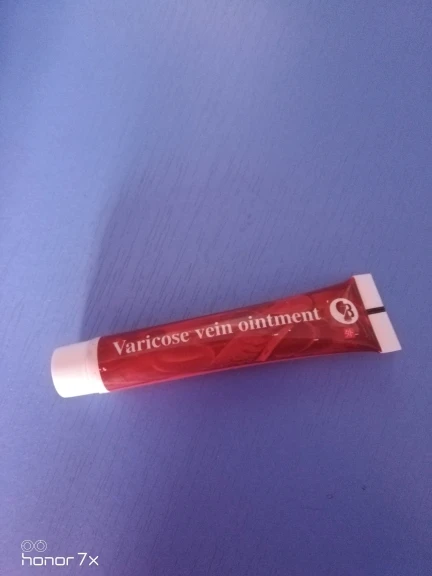 Varicose vein ointment
honor 7x